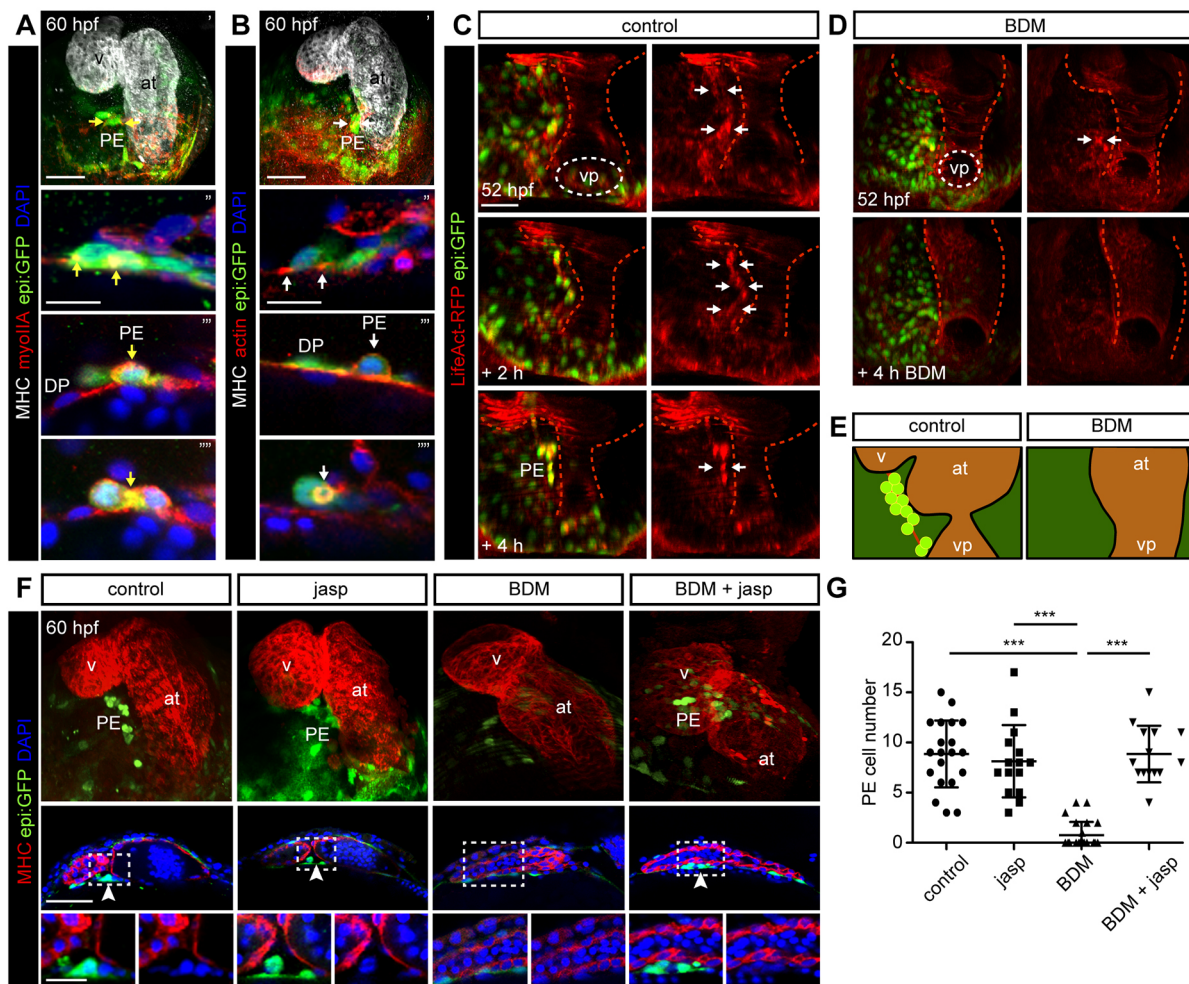 A
60 hpf
'
v
at
PE
''
PE
DP
'''
''''
MHC myoIIA epi:GFP DAPI
B
60 hpf
'
at
PE
''
PE
DP
'''
''''
MHC actin epi:GFP DAPI
C
control
52 hpf
vp
+ 2 h
PE
+ 4 h
LifeAct-RFP epi:GFP
D
BDM
vp
52 hpf
+ 4 h BDM
E
control
BDM
v
at
vp
at
vp
F
control
jasp
BDM
BDM + jasp
60 hpf
v
at
PE
v
at
PE
v
at
v
PE
at
MHC epi:GFP DAPI
G
***
***
***
PE cell number
20
15
10
5
0
control
jasp
BDM
BDM + jasp